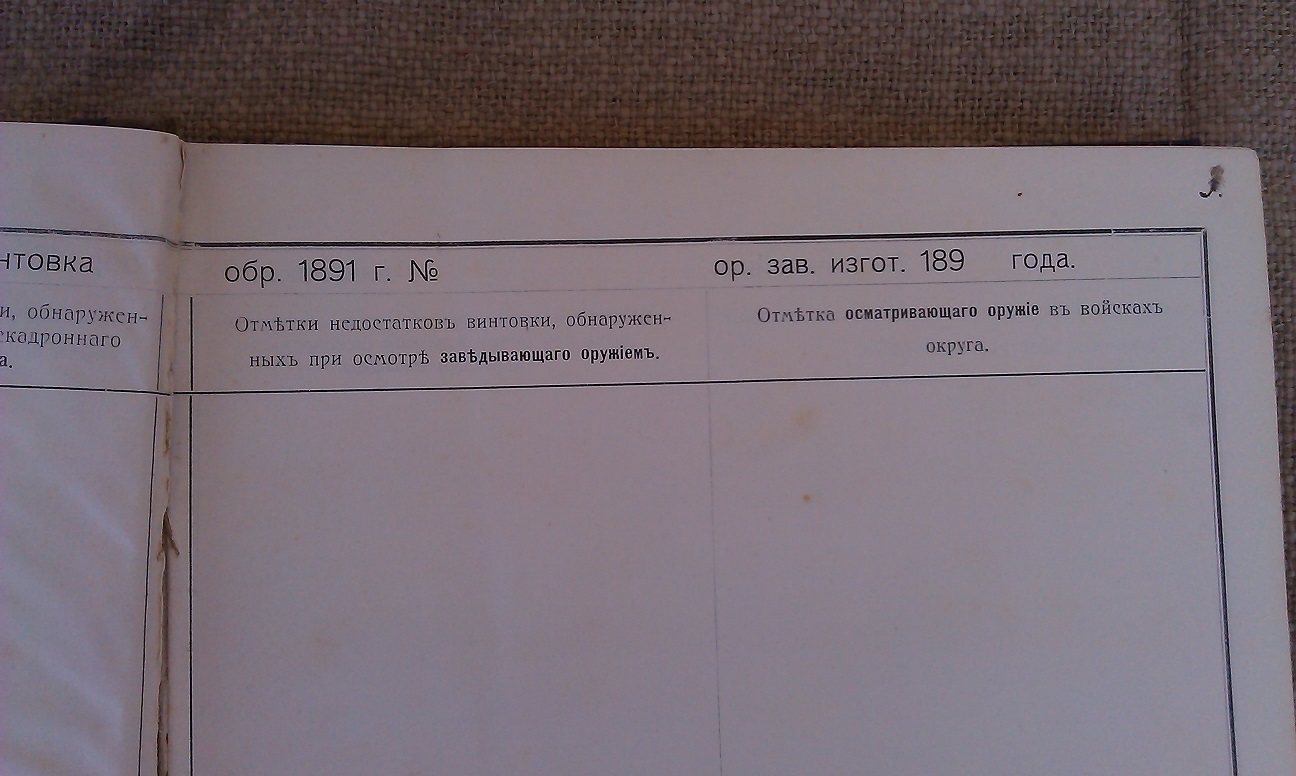 нтовка
и, обнаружен-
екадроннаго
а.
обр. 1891 г. №
ор. зав. изгот. 189 года.
Отмѣтки недостатковъ винтовки, обнаружен-
ныхъ при осмотрѣ завѣдывающаго оружіемъ.
Отмѣтка осматривающаго оружіе въ войскахъ
округа.